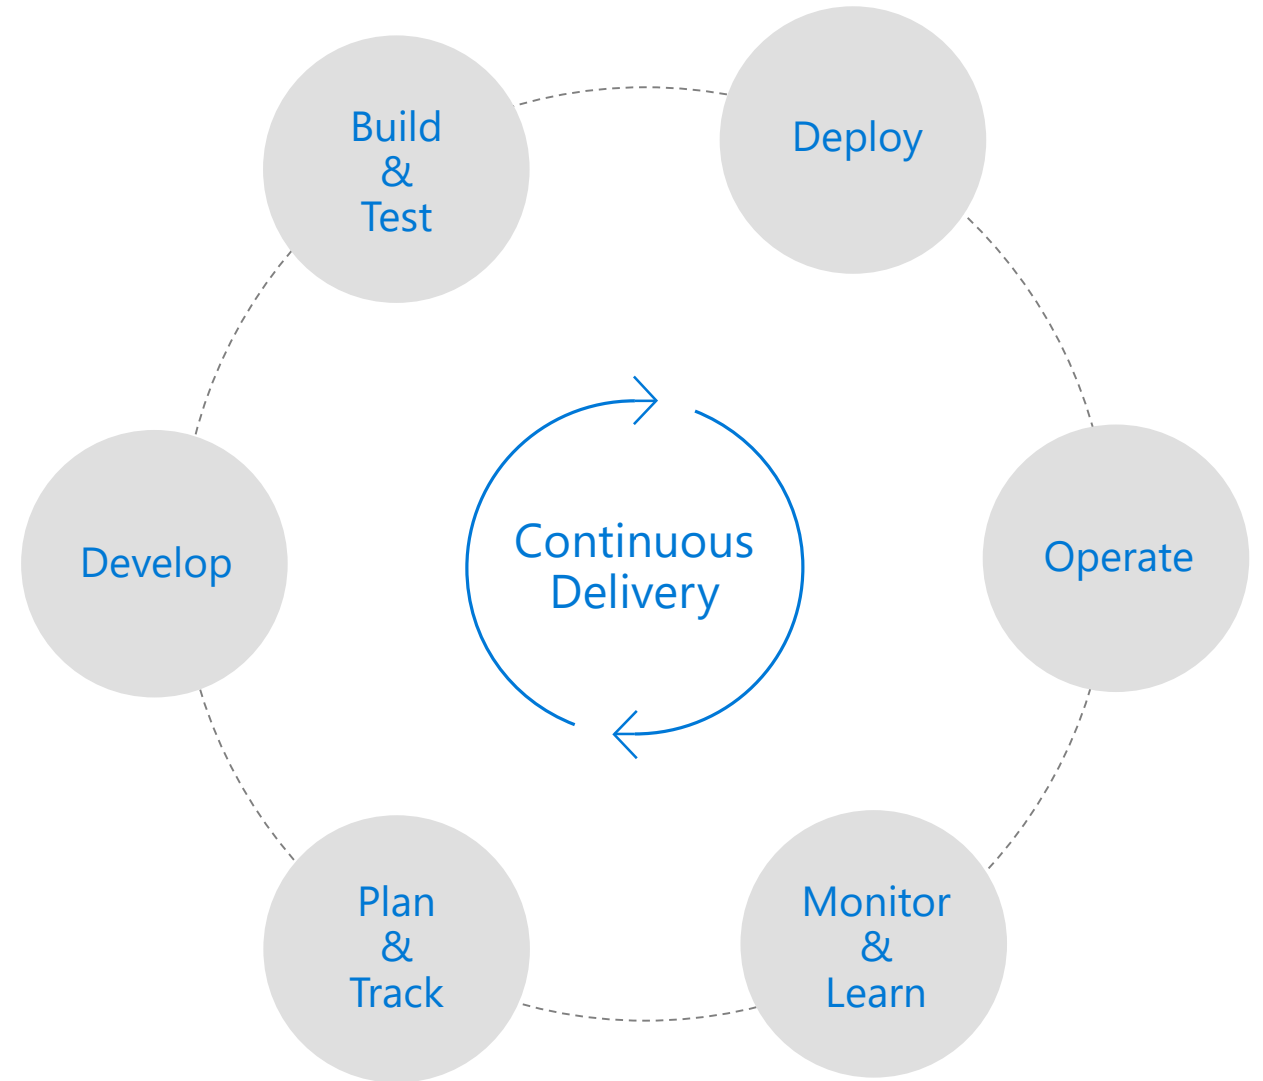 Build
&
Test
Deploy
Develop
Continuous
Delivery
Operate
Plan
&
Track
Monitor
&
Learn